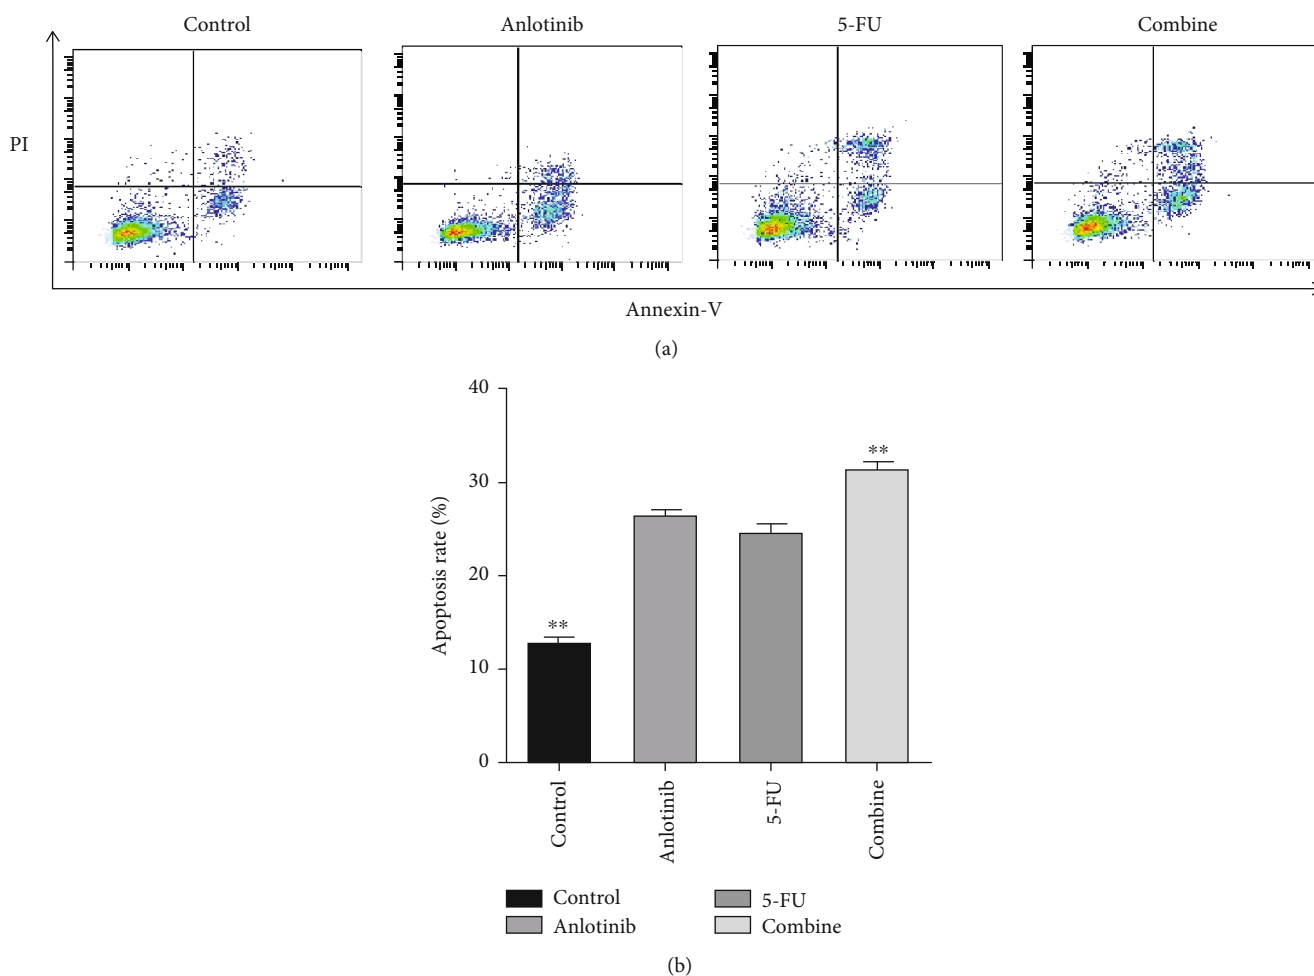 Control Anlotinib 5-FU Combine
PI
Annexin-V
(a)
40
30
20
10
0
Apoptosis rate (%)
**
**
Control
Anlotinib
5-FU
Combine
Control 5-FU
Anlotinib Combine
(b)